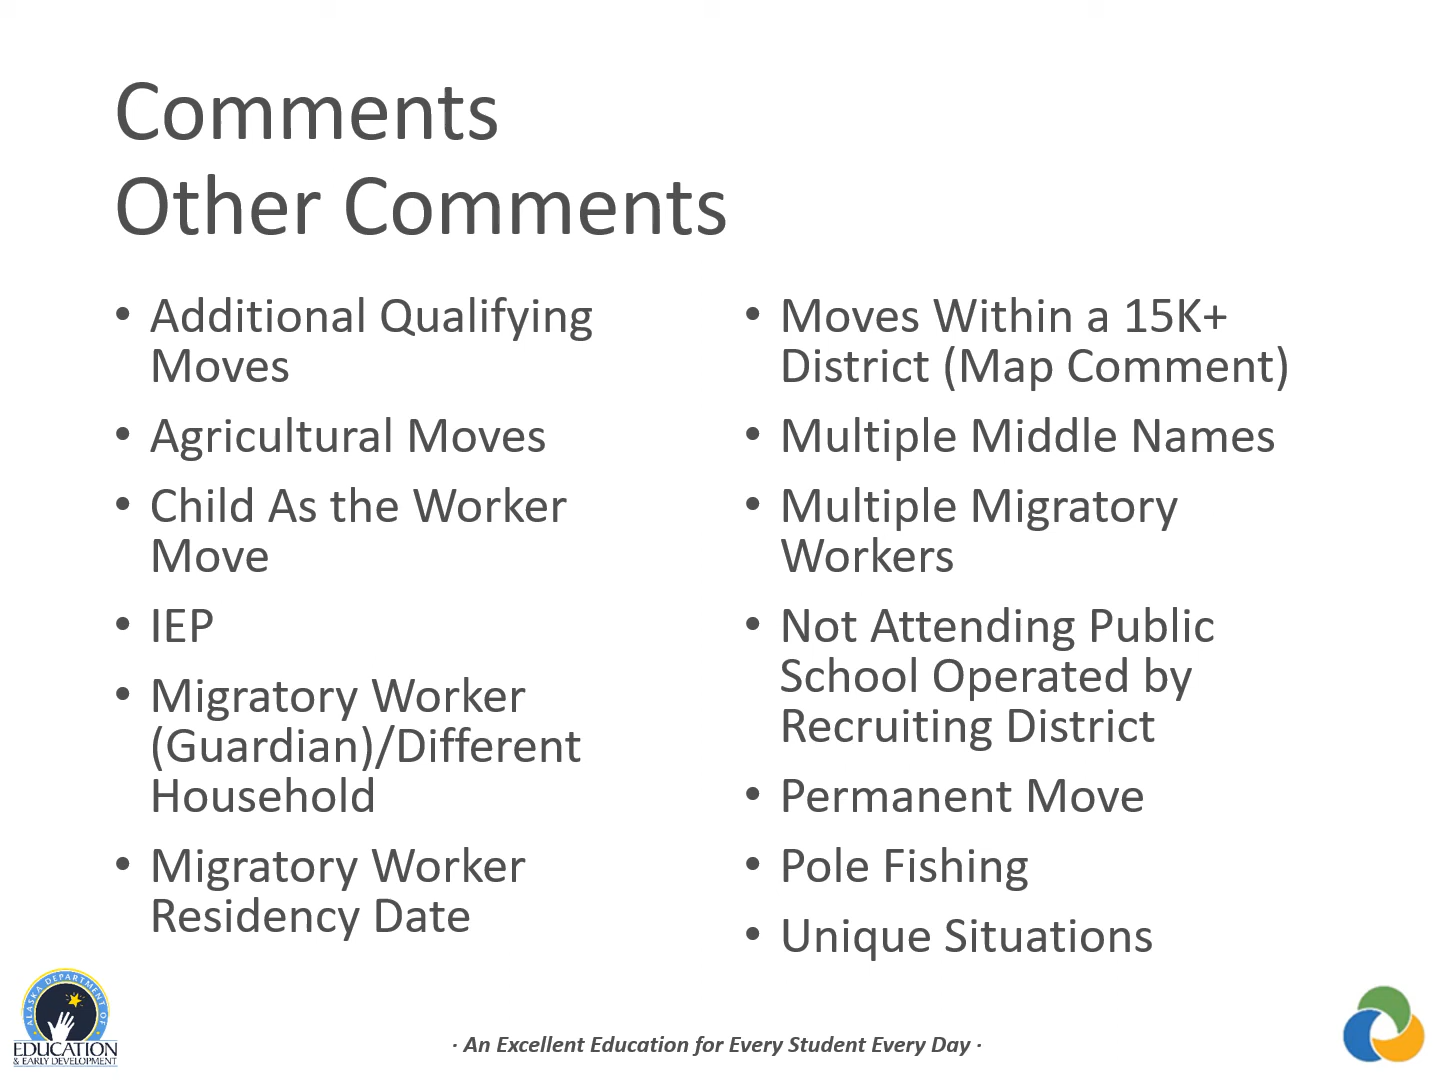 Comments
Other Comments
• Additional Qualifying
Moves
• Agricultural Moves
• Child As the Worker
Move
• IEP
• Migratory Worker
(Guardian)/Different
Household
• Migratory Worker
Residency Date
• Moves Within a 15K+
District (Map Comment)
• Multiple Middle Names
• Multiple Migratory
Workers
• Not Attending Public
School Operated by
Recruiting District
• Permanent Move
• Pole Fishing
• Unique Situations
ALASKA DEPARTMENT OF
EDUCATION
& EARLY DEVELOPMENT
· An Excellent Education for Every Student Every Day ·